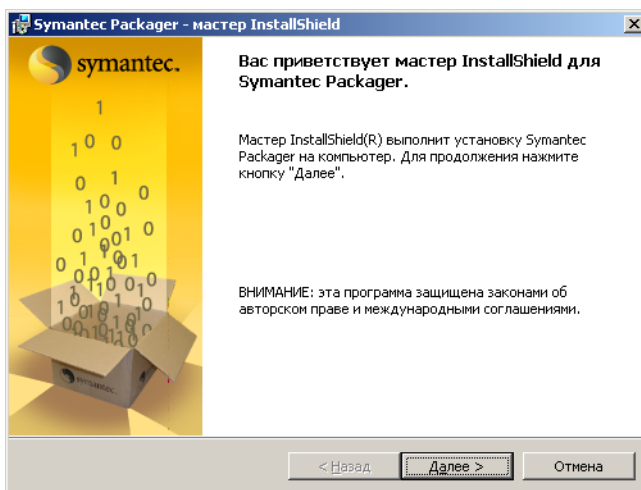 Symantec Packager - мастер InstallShield
symantec.
Вас приветствует мастер InstallShield для
Symantec Packager.
Мастер InstallShield(R) выполнит установку Symantec
Packager на компьютер. Для продолжения нажмите
кнопку "Далее".
ВНИМАНИЕ: эта программа защищена законами об
авторском праве и международными соглашениями.
symantec.
< Назад
Далее >
Отмена